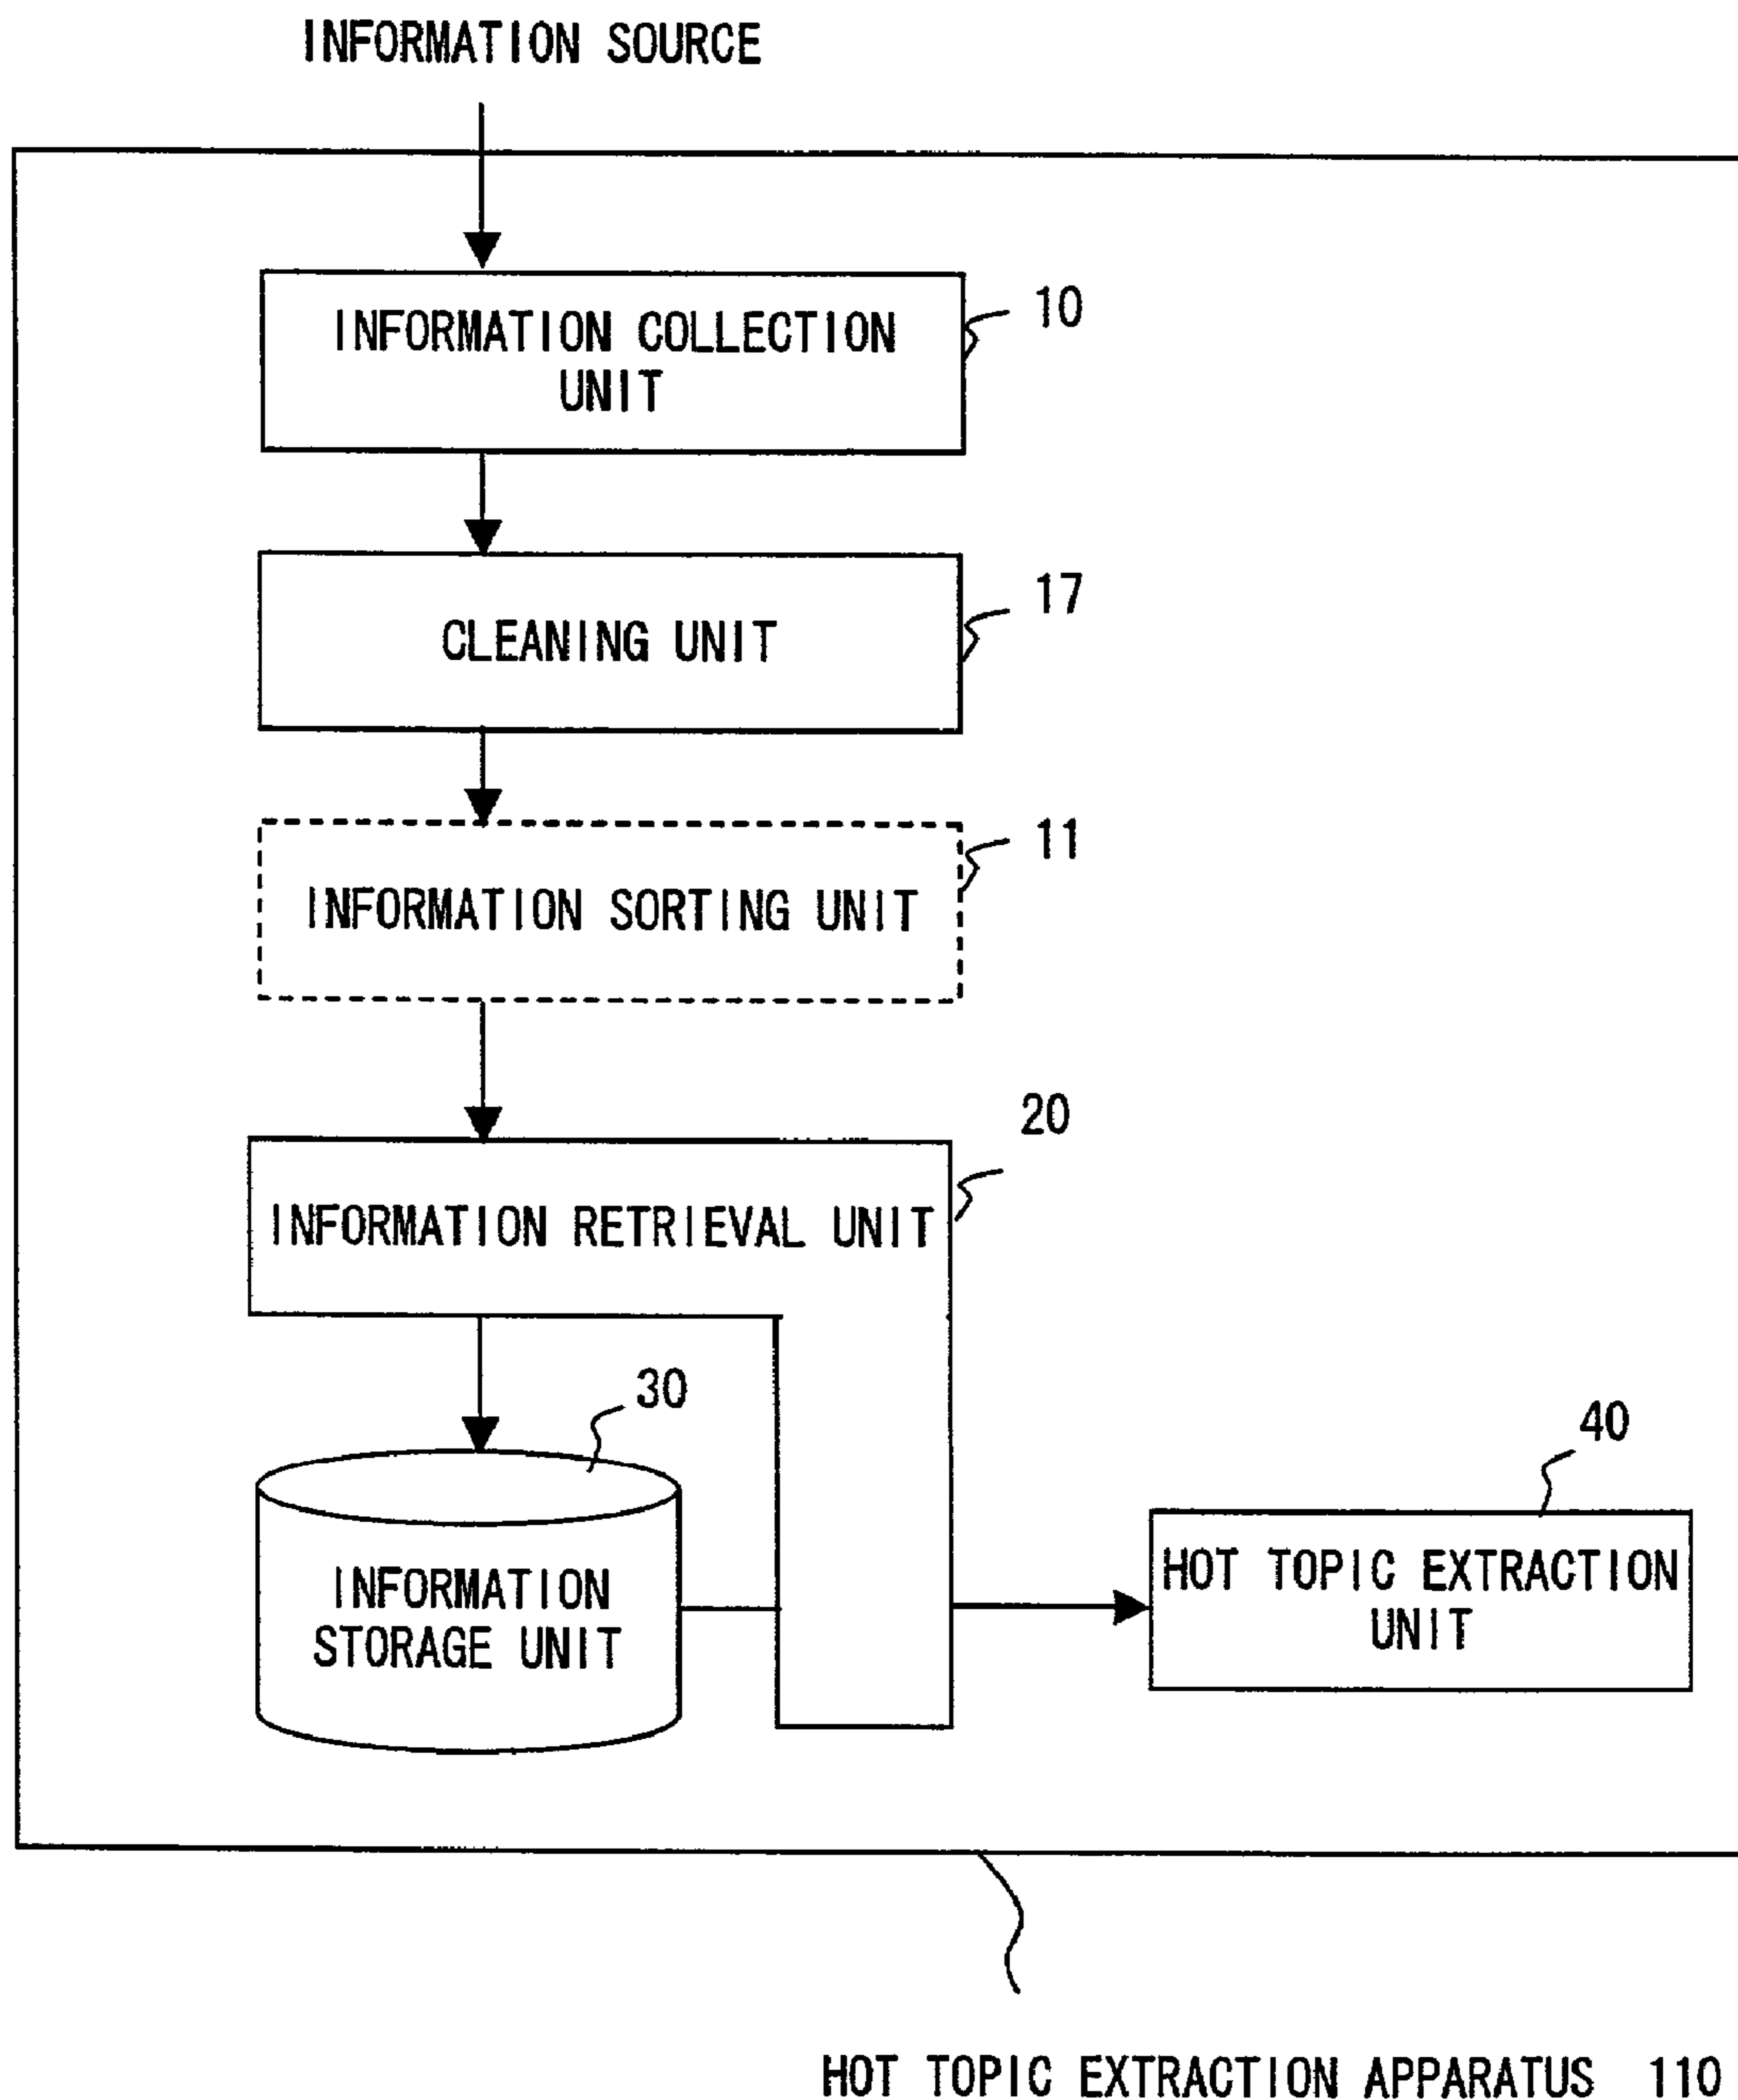 INFORMATION SOURCE
10
INFORMATION COLLECTION
UNIT
17
CLEANING UNIT
11
INFORMATION SORTING UNIT
20
INFORMATION RETRIEVAL UNIT
30
INFORMATION
STORAGE UNIT
40
HOT TOPIC EXTRACTION
UNIT
HOT TOPIC EXTRACTION APPARATUS 110